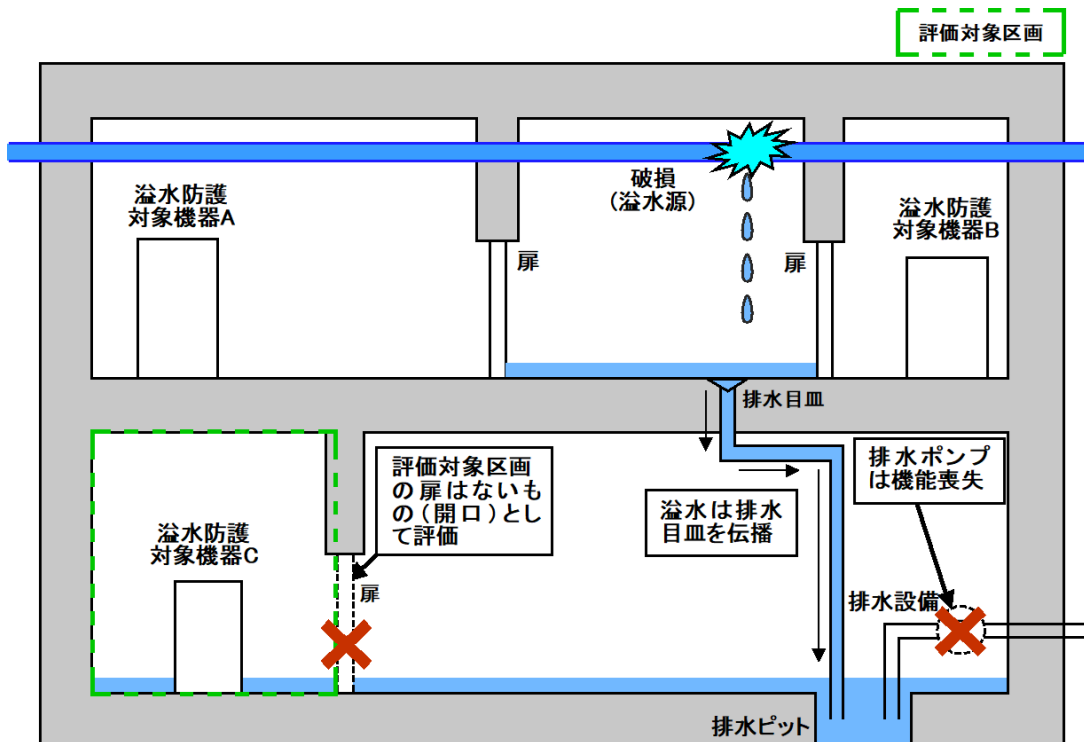 評価対象区画
破損
(溢水源)
溢水防護
対象機器A
溢水防護
対象機器B
扉
扉
排水目皿
評価対象区画
の扉はないも
の(開口)とし
て評価
溢水は排水
目皿を伝播
排水ポンプ
は機能喪失
溢水防護
対象機器C
扉
排水設備
排水ピット